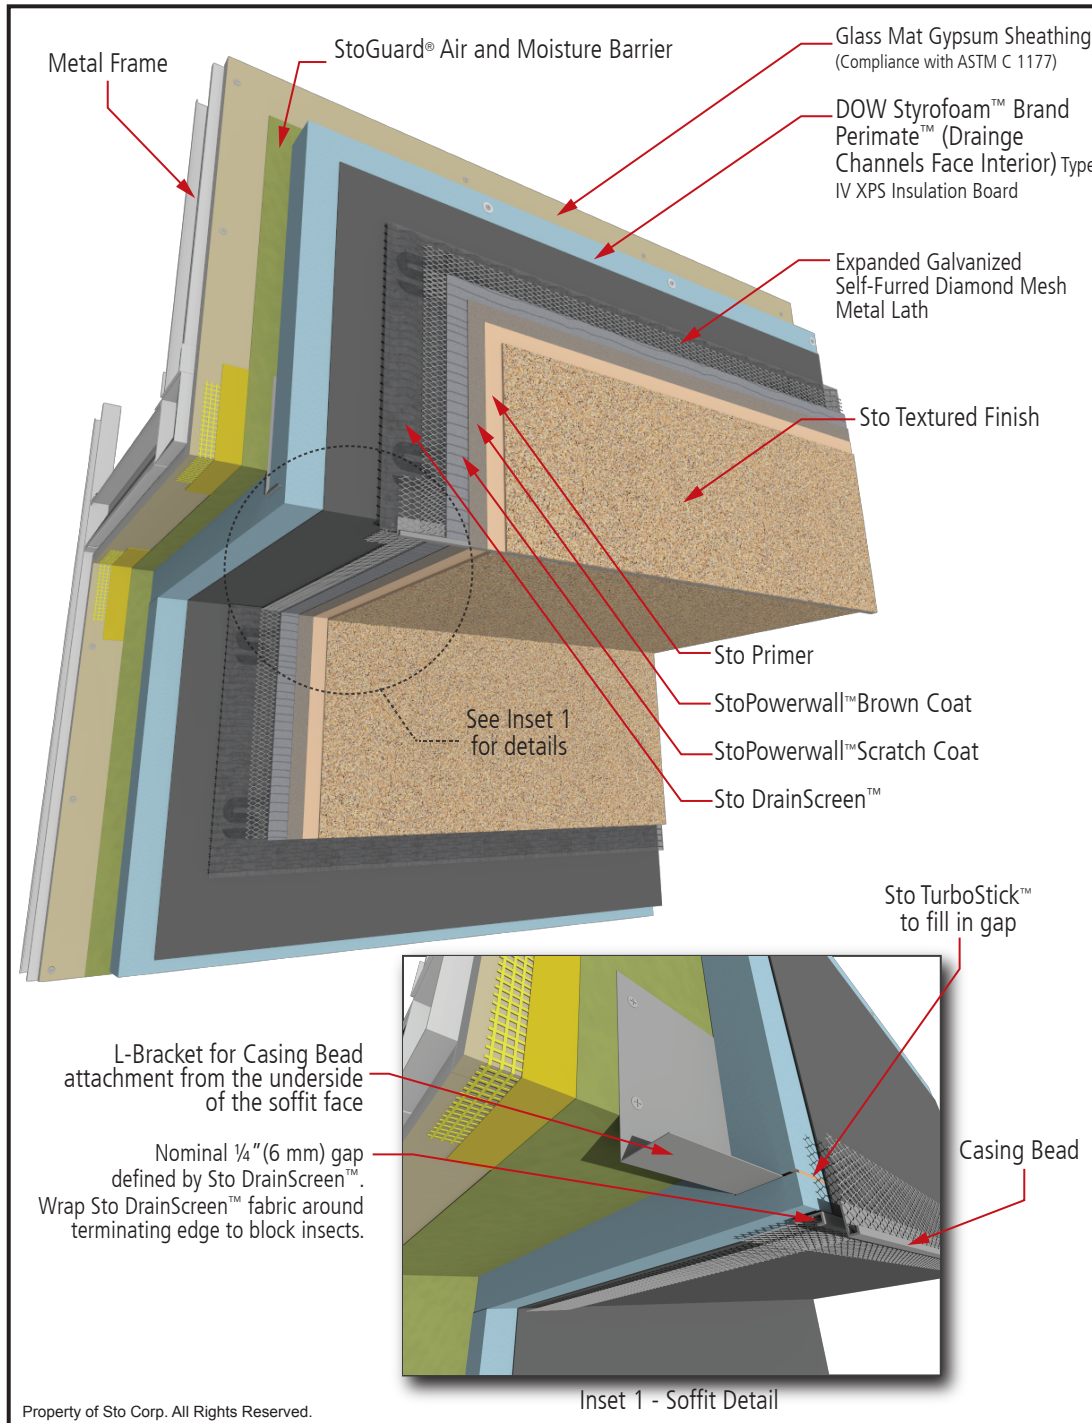 Metal Frame
StoGuard® Air and Moisture Barrier
Glass Mat Gypsum Sheathing
(Compliance with ASTM C 1177)
DOW Styrofoam™ Brand
Perimate™ (Drainge
Channels Face Interior) Type
IV XPS Insulation Board
Expanded Galvanized
Self-Furred Diamond Mesh
Metal Lath
Sto Textured Finish
Sto Primer
StoPowerwall™Brown Coat
StoPowerwall™Scratch Coat
Sto DrainScreen™
See Inset 1
for details
Sto TurboStick™
to fill in gap
L-Bracket for Casing Bead
attachment from the underside
of the soffit face
Nominal ¼"(6 mm) gap
defined by Sto DrainScreen™.
Wrap Sto DrainScreen™ fabric around
terminating edge to block insects.
Casing Bead
Inset 1 - Soffit Detail
Property of Sto Corp. All Rights Reserved.